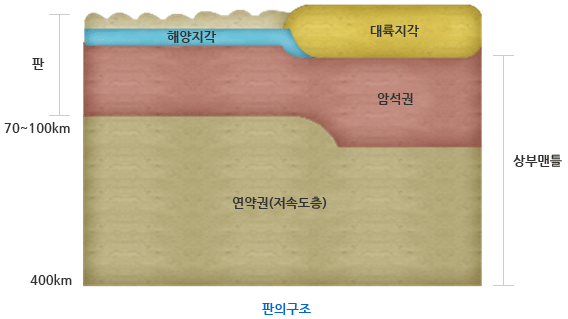 해양지각
대륙지각
판
암석권
70~100km
상부맨틀
연약권(저속도층)
400km
판의구조